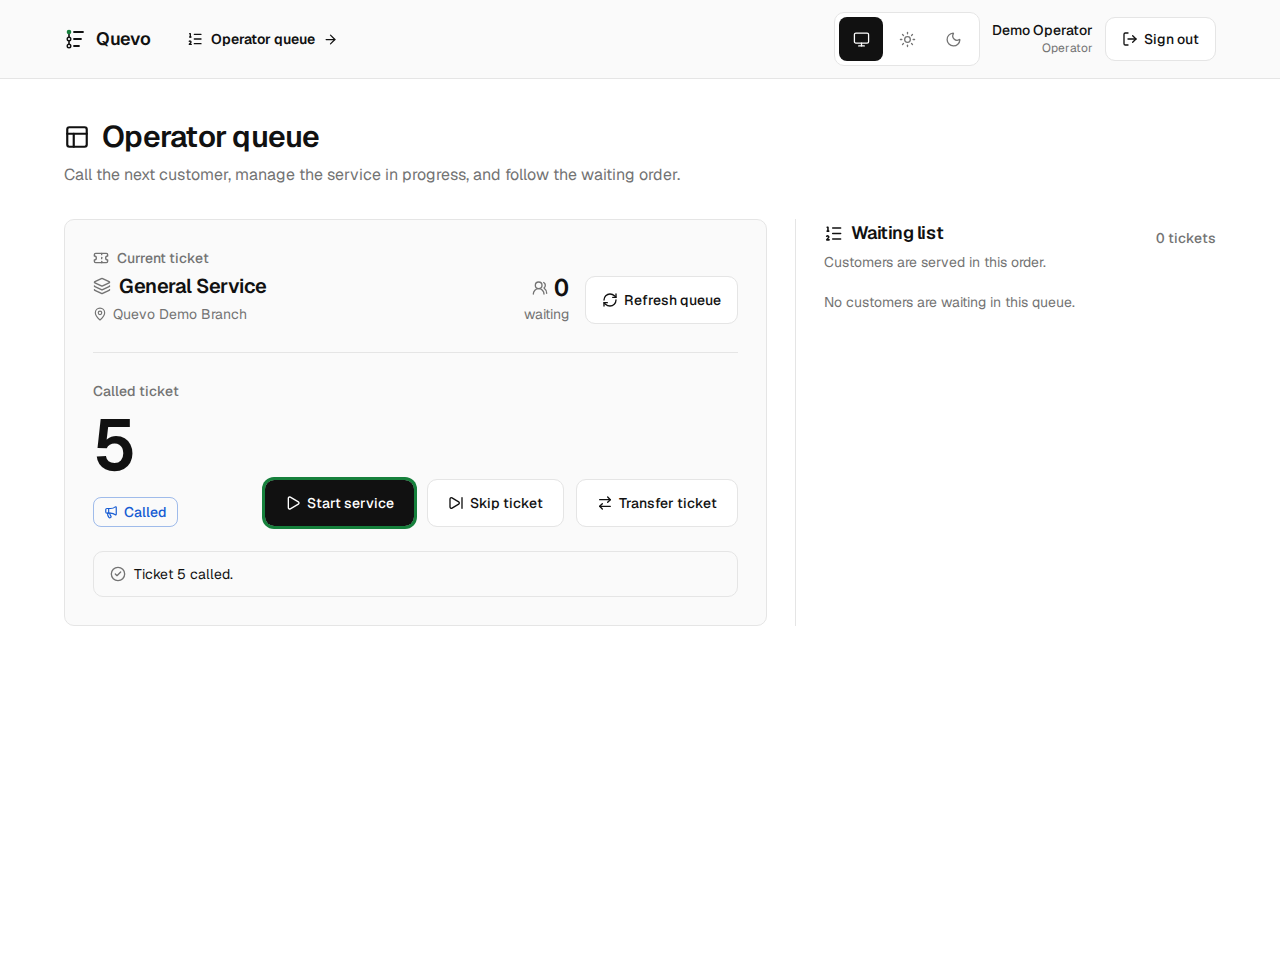 Quevo
Operator queue
Demo Operator
Operator
Sign out
Operator queue
Call the next customer, manage the service in progress, and follow the waiting order.
Current ticket
General Service
Quevo Demo Branch
0
waiting
Refresh queue
Called ticket
5
Called
Start service
Skip ticket
Transfer ticket
Ticket 5 called.
Waiting list
0 tickets
Customers are served in this order.
No customers are waiting in this queue.